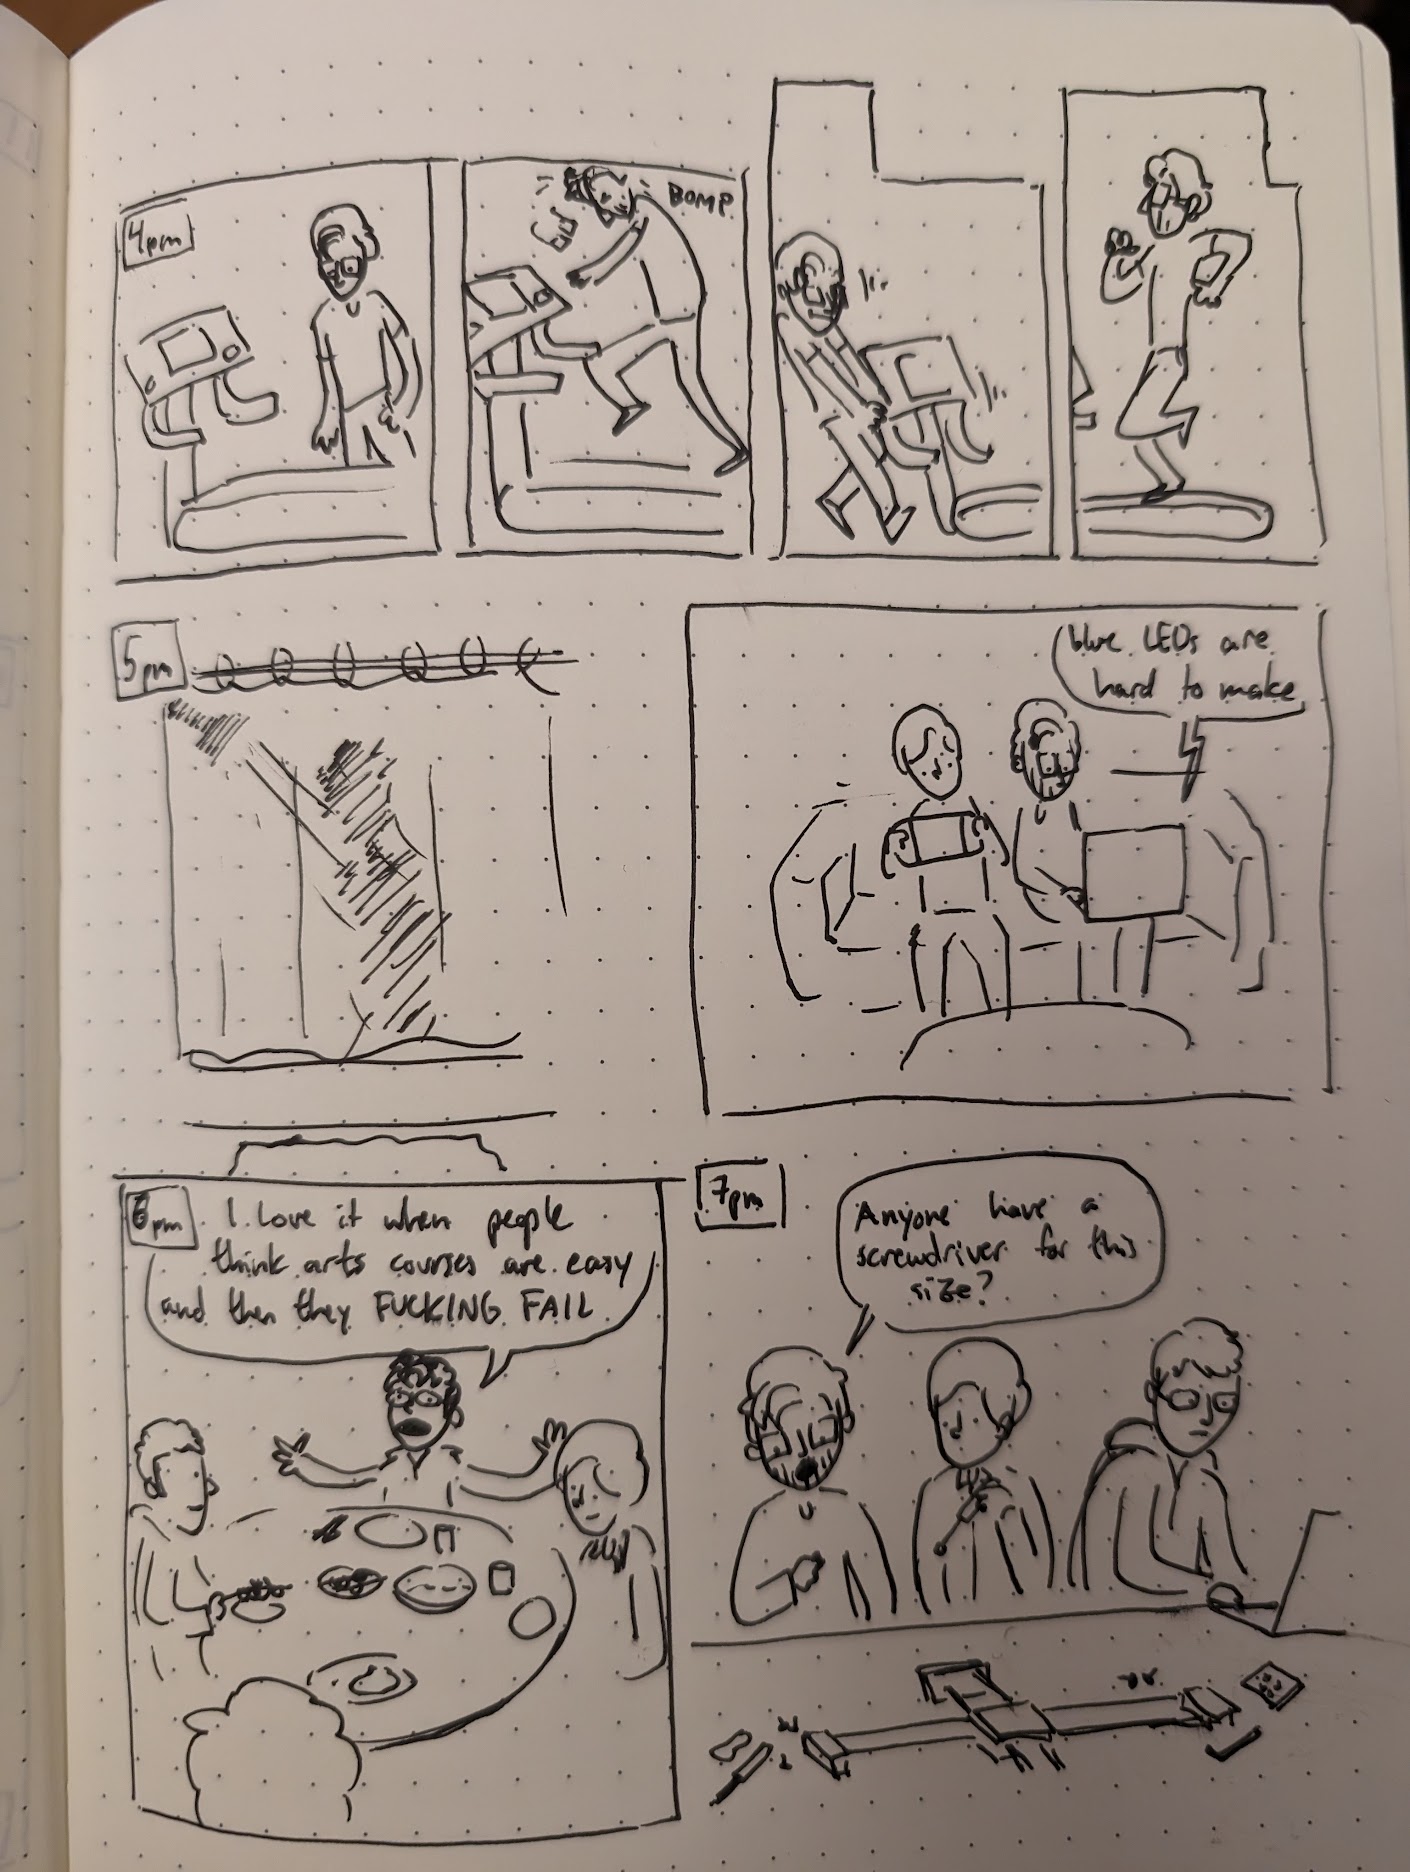 4pm
BOMP
5pm
blue LEDs are
hard to make
6pm
I love it when people
think arts courses are easy
and then they FUCKING FAIL
7pm
Anyone have a
screwdriver for this
size?